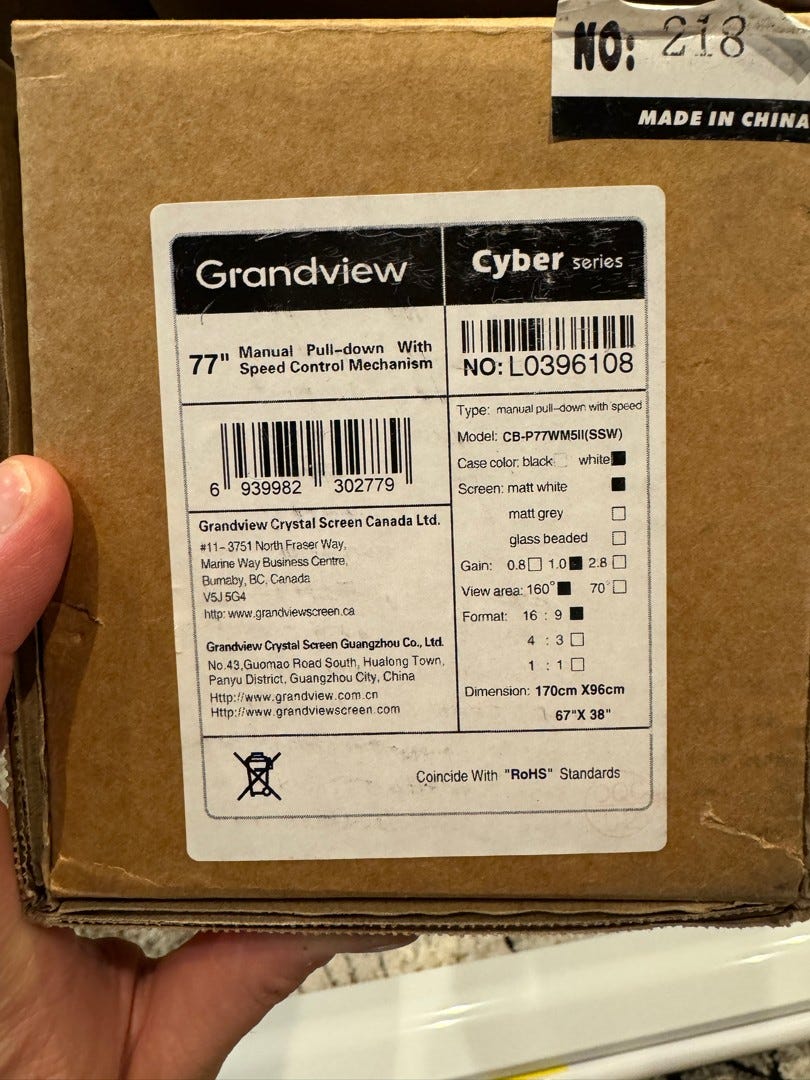 NO: 218
MADE IN CHINA
Grandview
Cyber series
77" Manual Pull-down With
Speed Control Mechanism
NO: L0396108
6 939982 302779
Type: manual pull-down with speed
Model: CB-P77WM5II(SSW)
Case color: black white
Screen: matt white
matt grey
glass beaded
Gain: 0.8 1.0 2.8
View area: 160° 70°
Format: 16 : 9
4 : 3
1 : 1
Dimension: 170cm X96cm
67"X 38"
Grandview Crystal Screen Canada Ltd.
#11-3751 North Fraser Way,
Marine Way Business Centre,
Burnaby, BC, Canada
V5J 5G4
http: www.grandviewscreen.ca
Grandview Crystal Screen Guangzhou Co., Ltd.
No.43,Guomao Road South, Hualong Town,
Panyu District, Guangzhou City, China
Http://www.grandview.com.cn
Http://www.grandviewscreen.com
Coincide With "RoHS" Standards